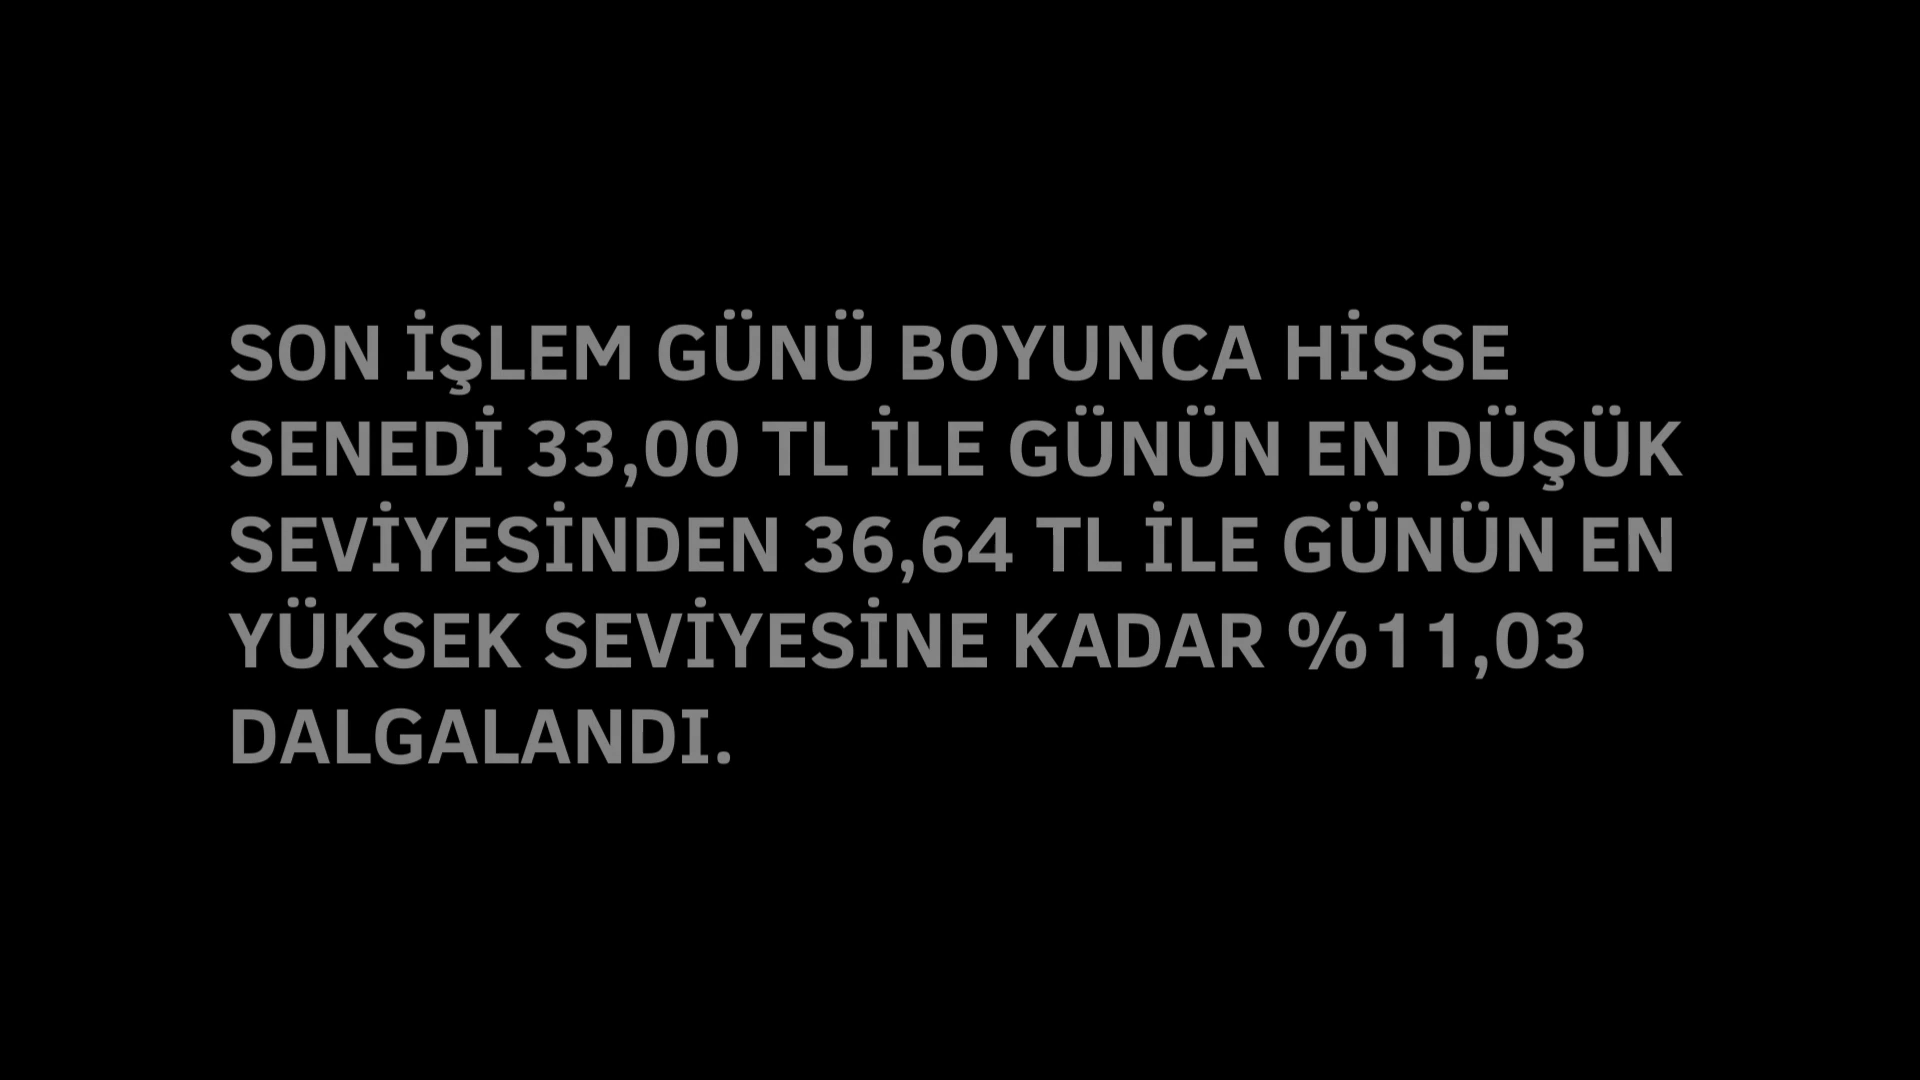 SON İŞLEM GÜNÜ BOYUNCA HİSSE
SENEDİ 33,00 TL İLE GÜNÜN EN DÜŞÜK
SEVİYESİNDEN 36,64 TL İLE GÜNÜN EN
YÜKSEK SEVİYESİNE KADAR %11,03
DALGALANDI.